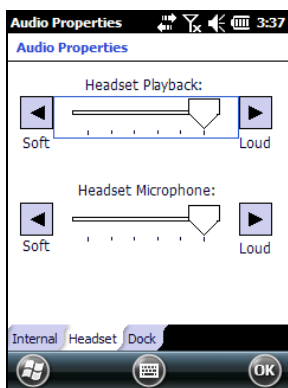 Audio Properties 3:37
Audio Properties
Headset Playback:
Soft Loud
Headset Microphone:
Soft Loud
Internal Headset Dock
OK